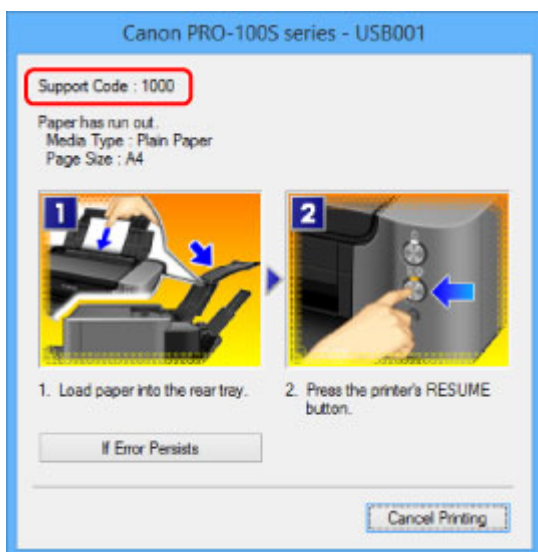 Canon PRO-100S series - USB001
Support Code : 1000
Paper has run out.
Media Type : Plain Paper
Page Size : A4
1
2
1. Load paper into the rear tray.
2. Press the printer's RESUME
button.
If Error Persists
Cancel Printing